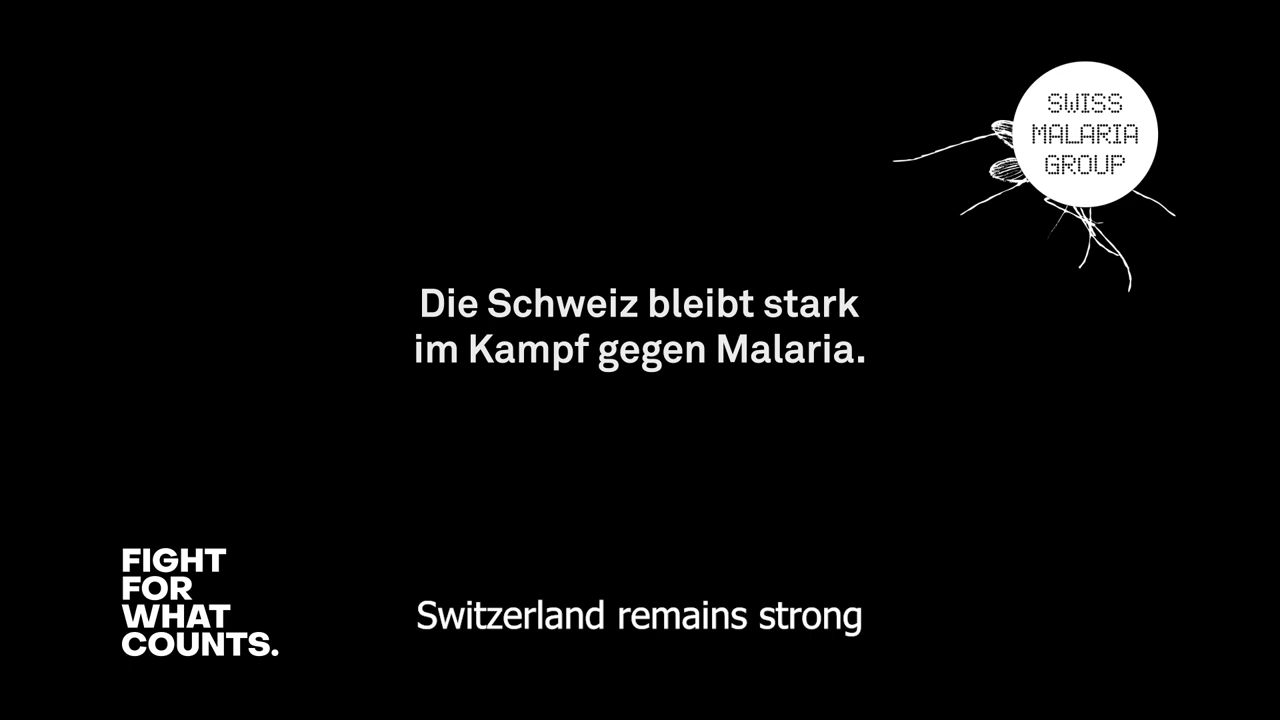 SWISS
MALARIA
GROUP
Die Schweiz bleibt stark
im Kampf gegen Malaria.
FIGHT
FOR
WHAT
COUNTS.
Switzerland remains strong